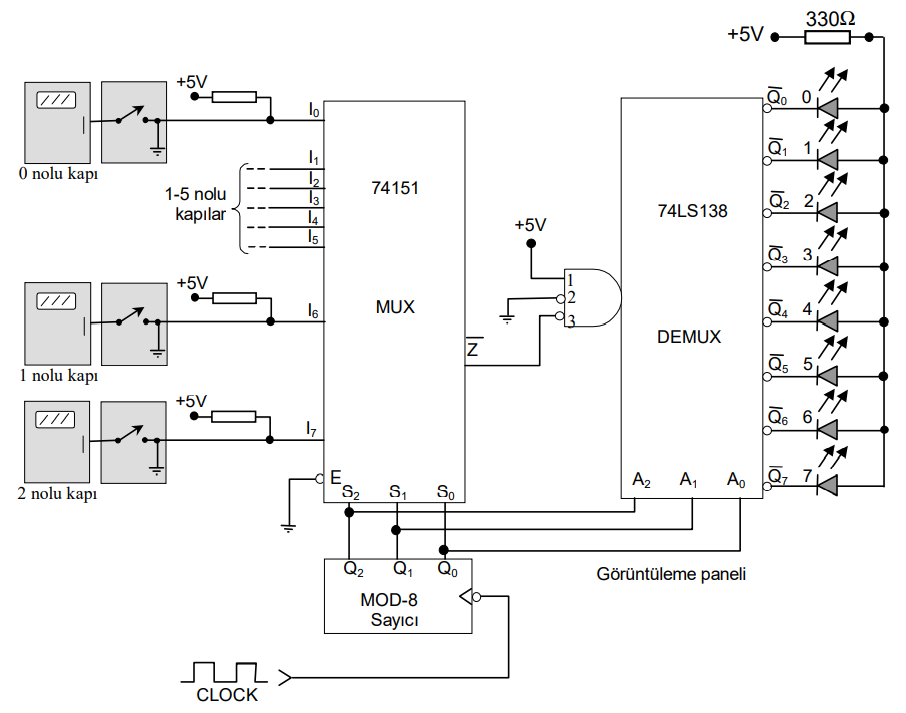 330Ω
+5V
+5V
I0
0 nolu kapı
I1
I2
I3
I4
I5
1-5 nolu
kapılar
74151
MUX
+5V
I6
1 nolu kapı
+5V
I7
2 nolu kapı
E
S2 S1 S0
Z̅
+5V
1
2
3
74LS138
DEMUX
A2 A1 A0
Q̅0 0
Q̅1 1
Q̅2 2
Q̅3 3
Q̅4 4
Q̅5 5
Q̅6 6
Q̅7 7
Q2 Q1 Q0
MOD-8
Sayıcı
Görüntüleme paneli
CLOCK